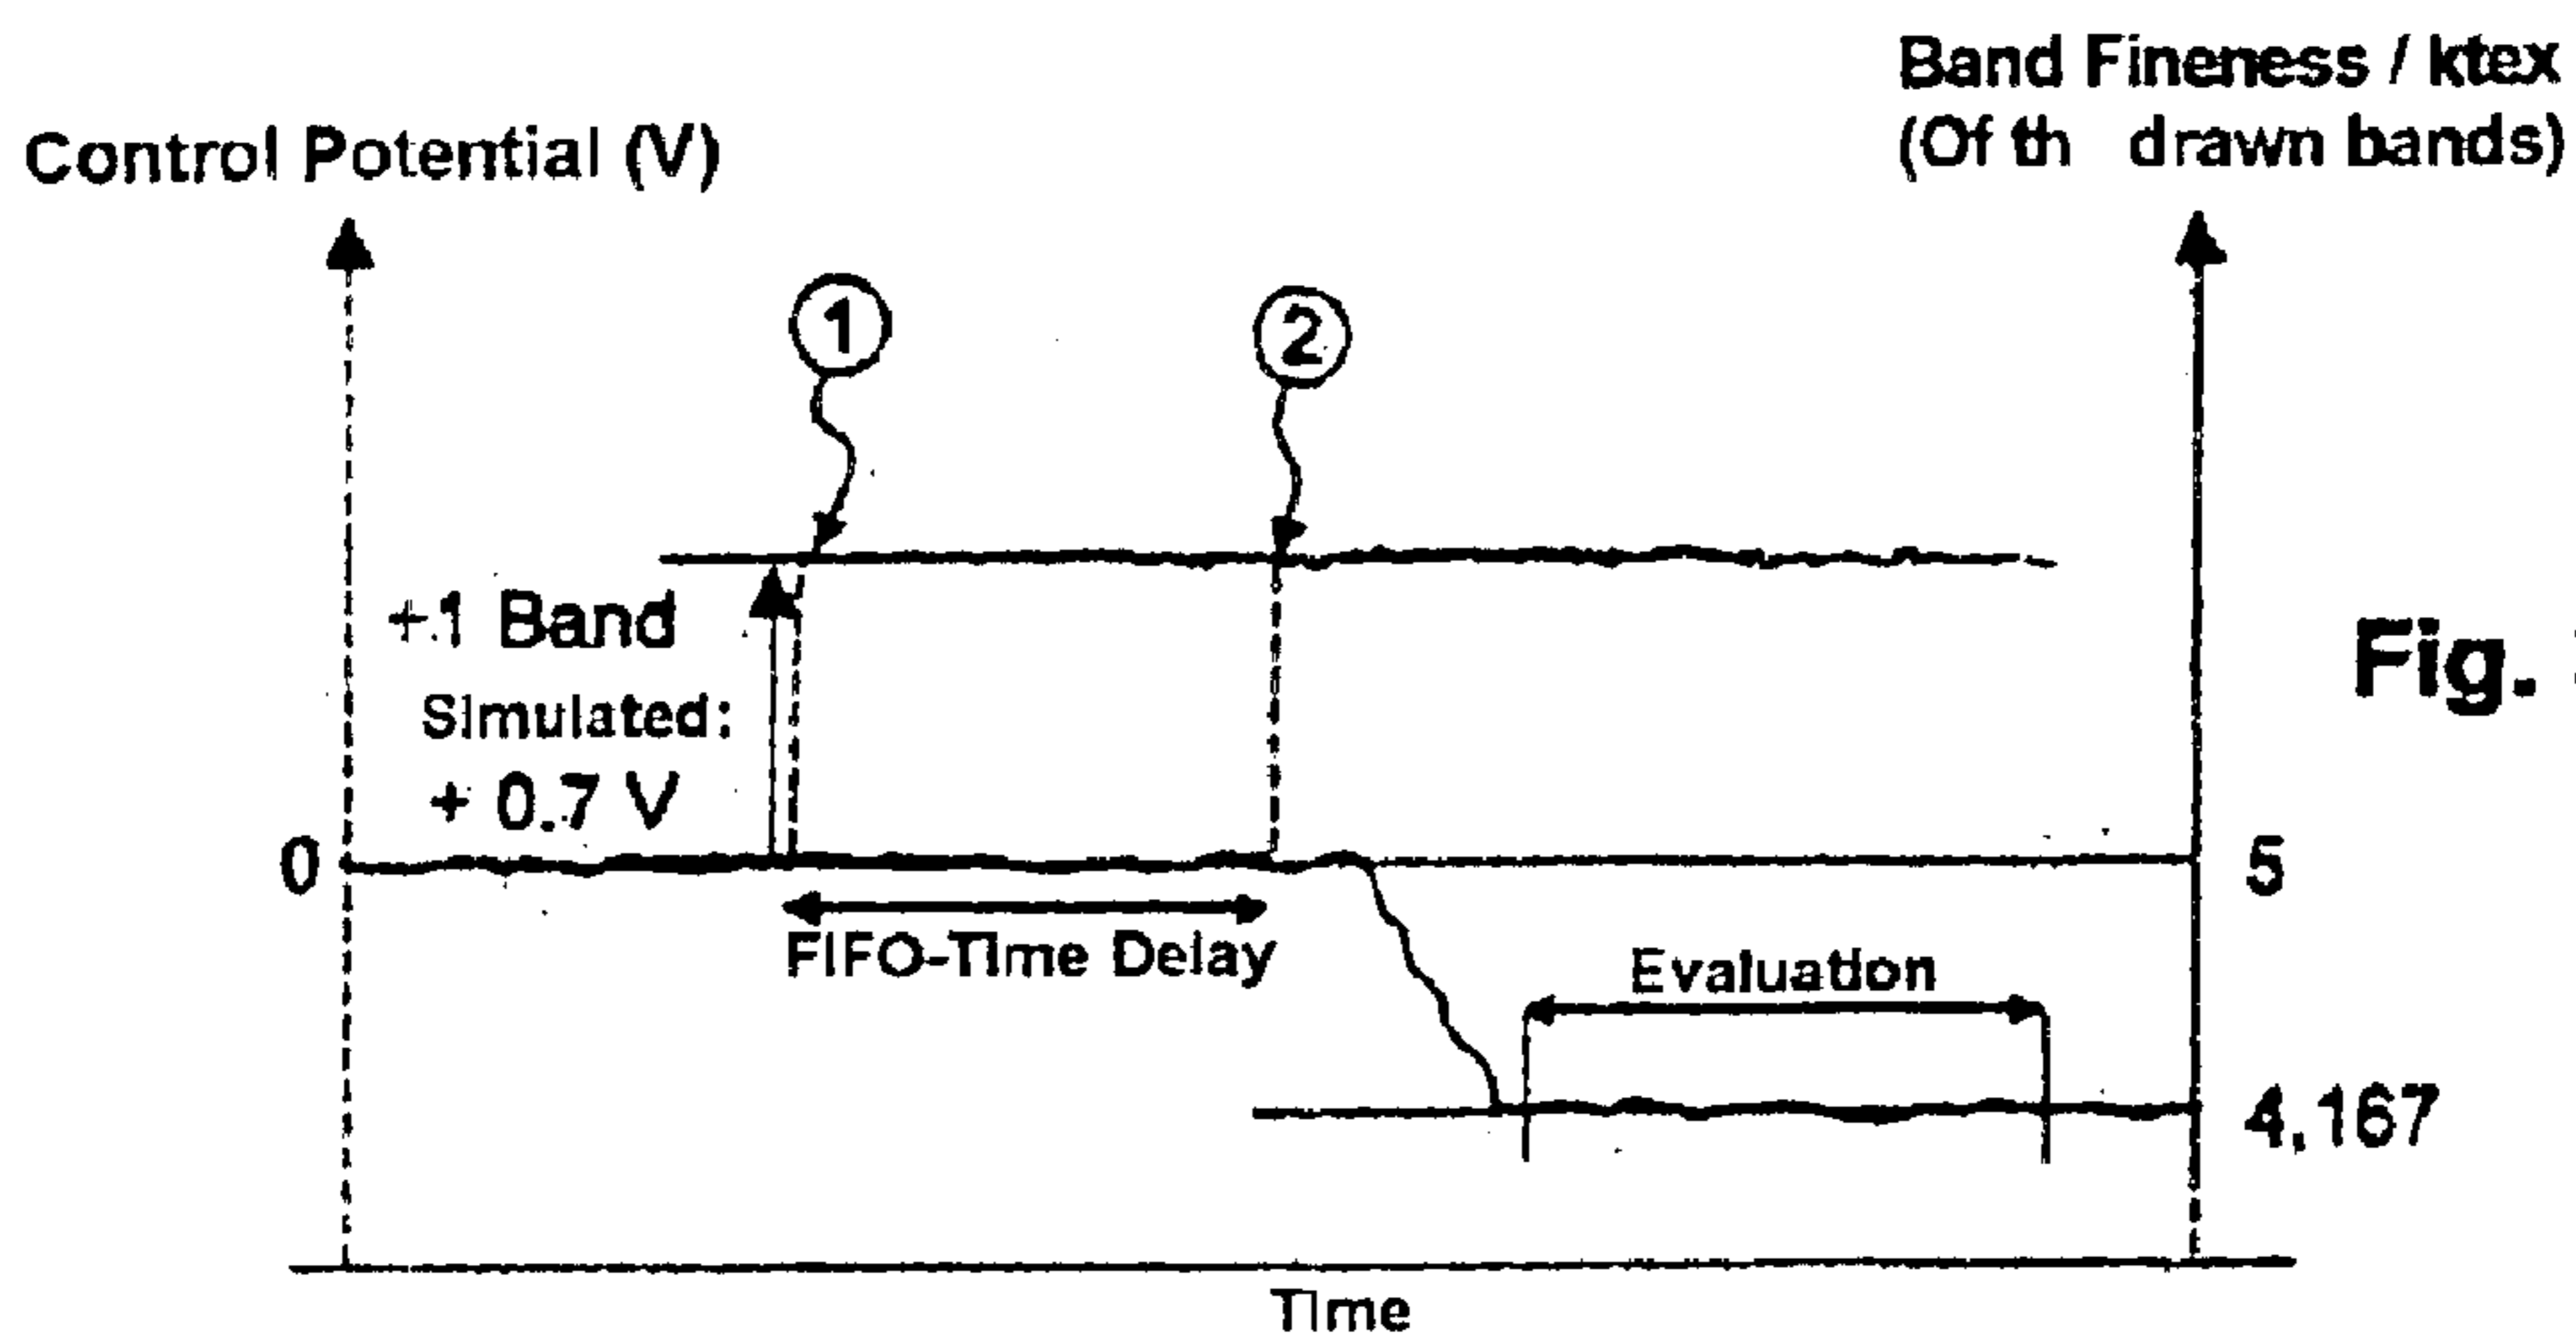 Band Fineness / ktex
(Of th drawn bands)
Control Potential (V)
1
2
+1 Band
Simulated:
+ 0.7 V
Fig.
0
5
FIFO-Time Delay
Evaluation
4,167
Time